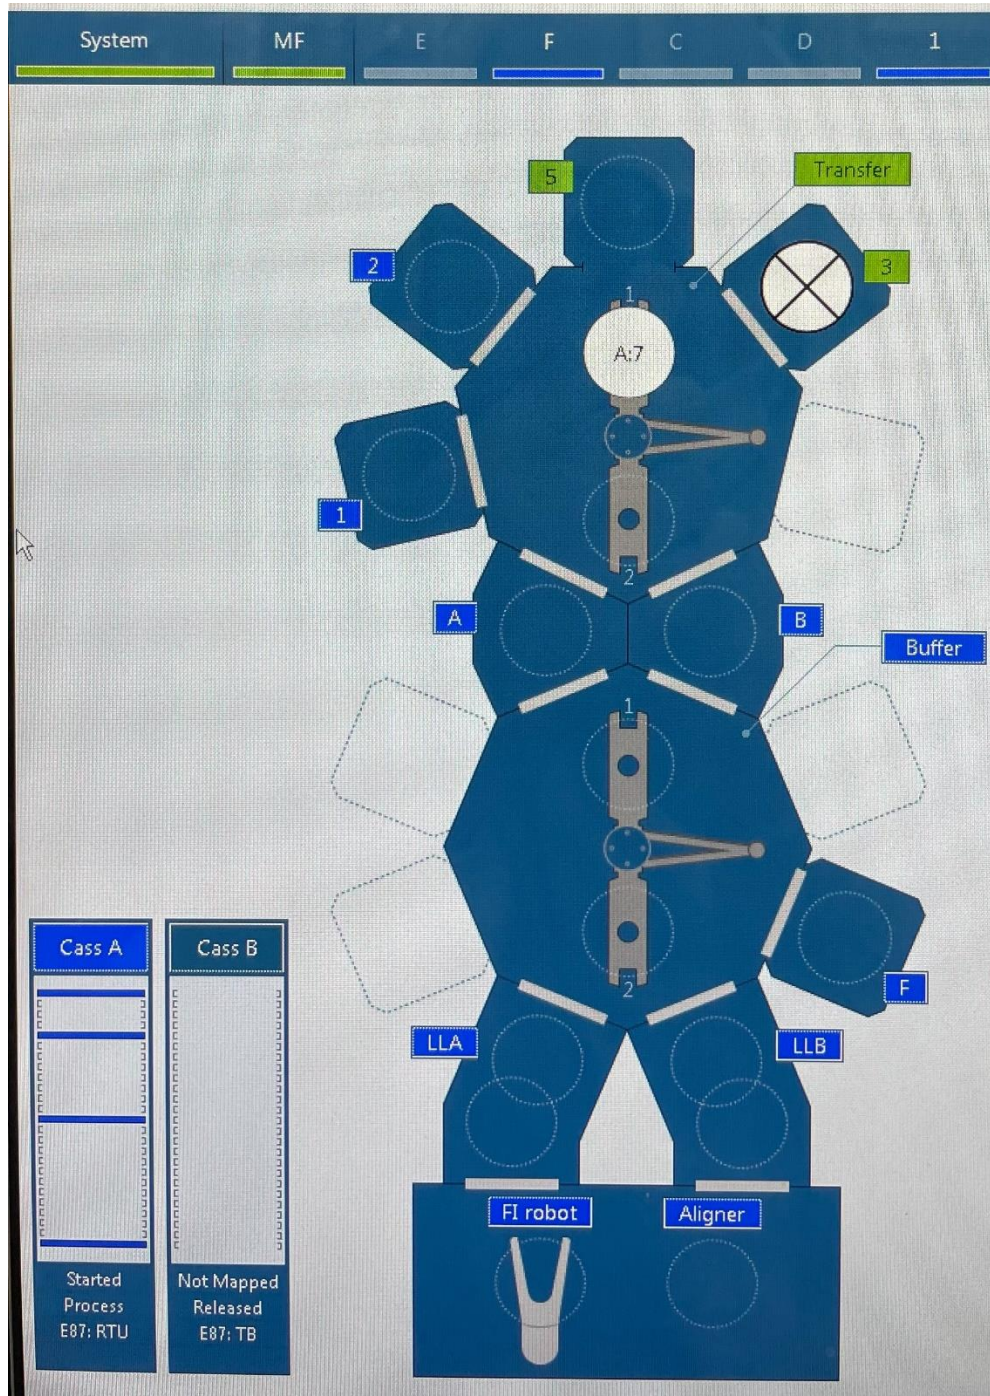 System
MF
E
F
C
D
1
5
Transfer
2
3
1
A:7
1
2
A
B
Buffer
1
Cass A
Cass B
F
2
LLA
LLB
FI robot
Aligner
Started
Process
E87: RTU
Not Mapped
Released
E87: TB